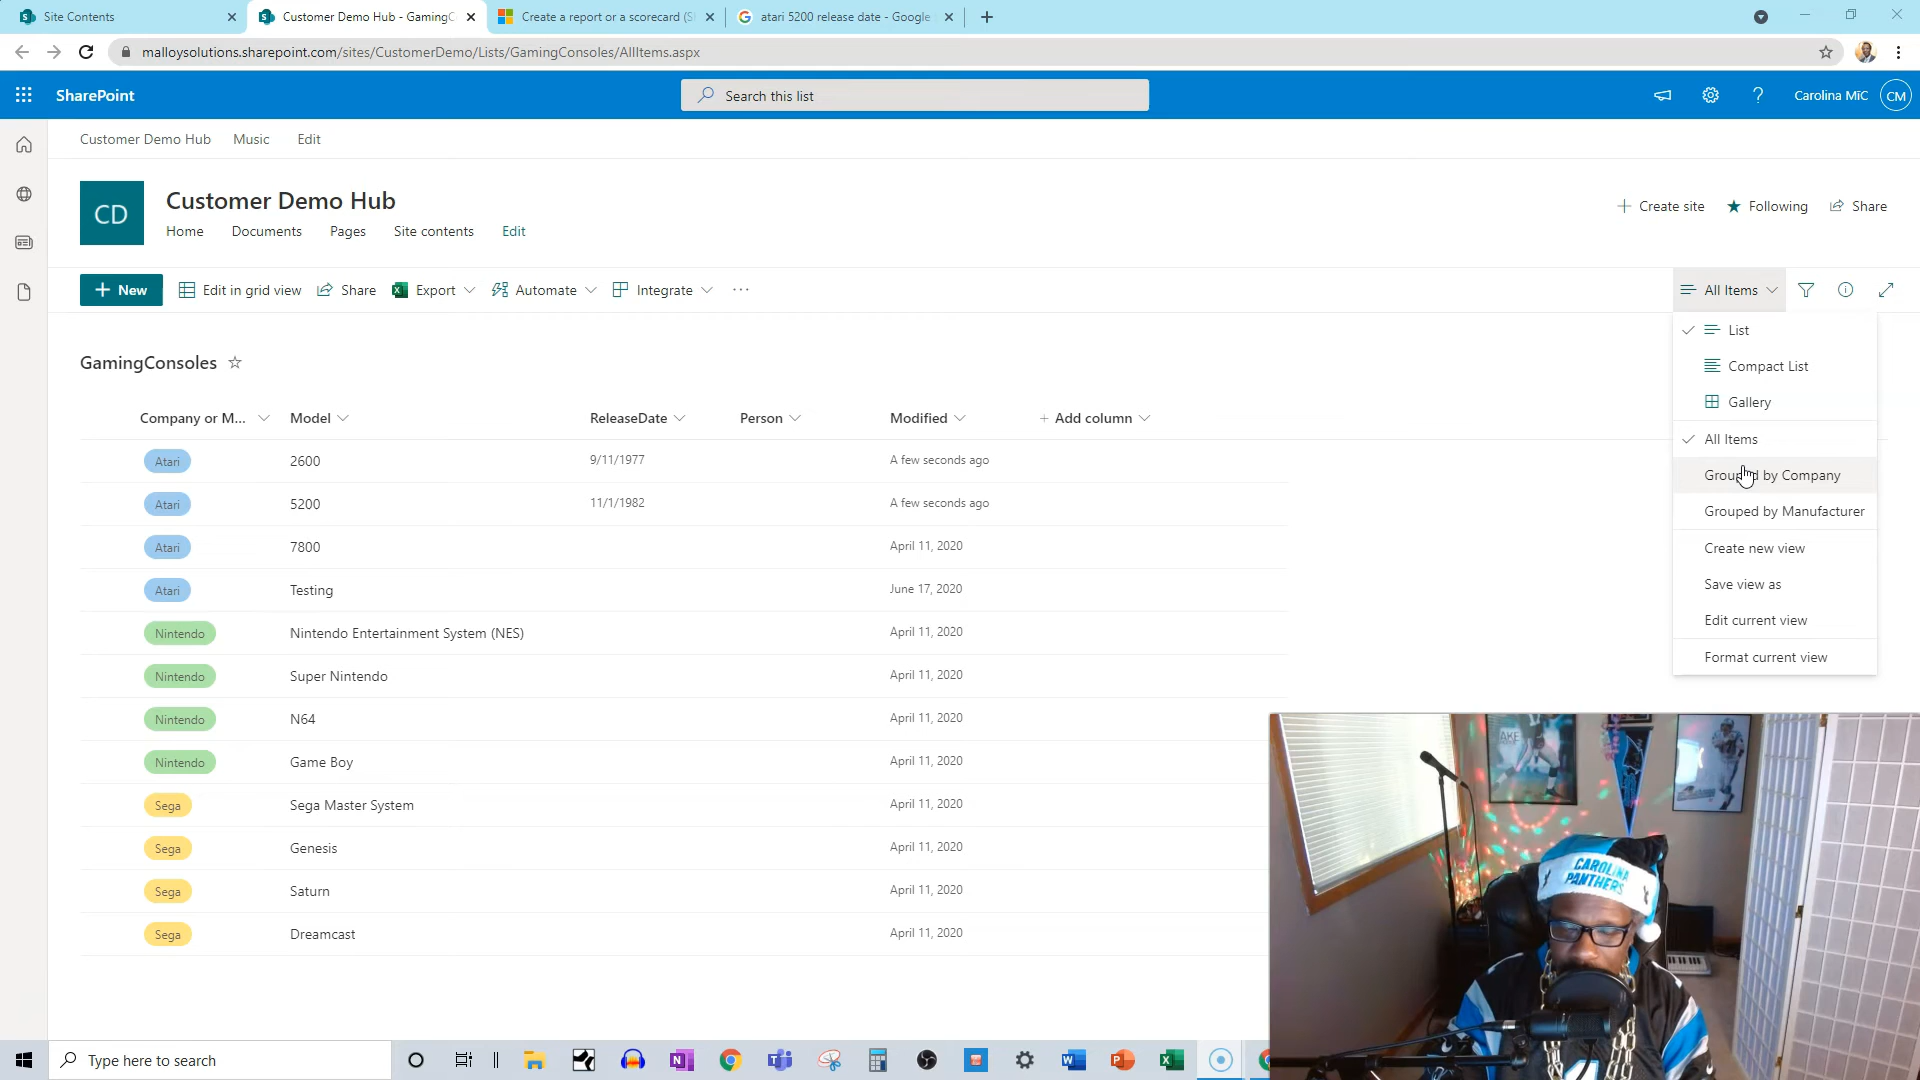 Site Contents
Customer Demo Hub - GamingC
Create a report or a scorecard (S
atari 5200 release date - Google
malloysolutions.sharepoint.com/sites/CustomerDemo/Lists/GamingConsoles/AllItems.aspx
SharePoint
Search this list
Carolina MiC
CM
Customer Demo Hub
Music
Edit
CD
Customer Demo Hub
Home
Documents
Pages
Site contents
Edit
Create site
Following
Share
New
Edit in grid view
Share
Export
Automate
Integrate
All Items
GamingConsoles
List
Compact List
Gallery
All Items
Grouped by Company
Grouped by Manufacturer
Create new view
Save view as
Edit current view
Format current view
Company or M...
Model
ReleaseDate
Person
Modified
Add column
Atari 2600 9/11/1977 A few seconds ago
Atari 5200 11/1/1982 A few seconds ago
Atari 7800 April 11, 2020
Atari Testing June 17, 2020
Nintendo Nintendo Entertainment System (NES) April 11, 2020
Nintendo Super Nintendo April 11, 2020
Nintendo N64 April 11, 2020
Nintendo Game Boy April 11, 2020
Sega Sega Master System April 11, 2020
Sega Genesis April 11, 2020
Sega Saturn April 11, 2020
Sega Dreamcast April 11, 2020
CAROLINA
PANTHERS
Type here to search